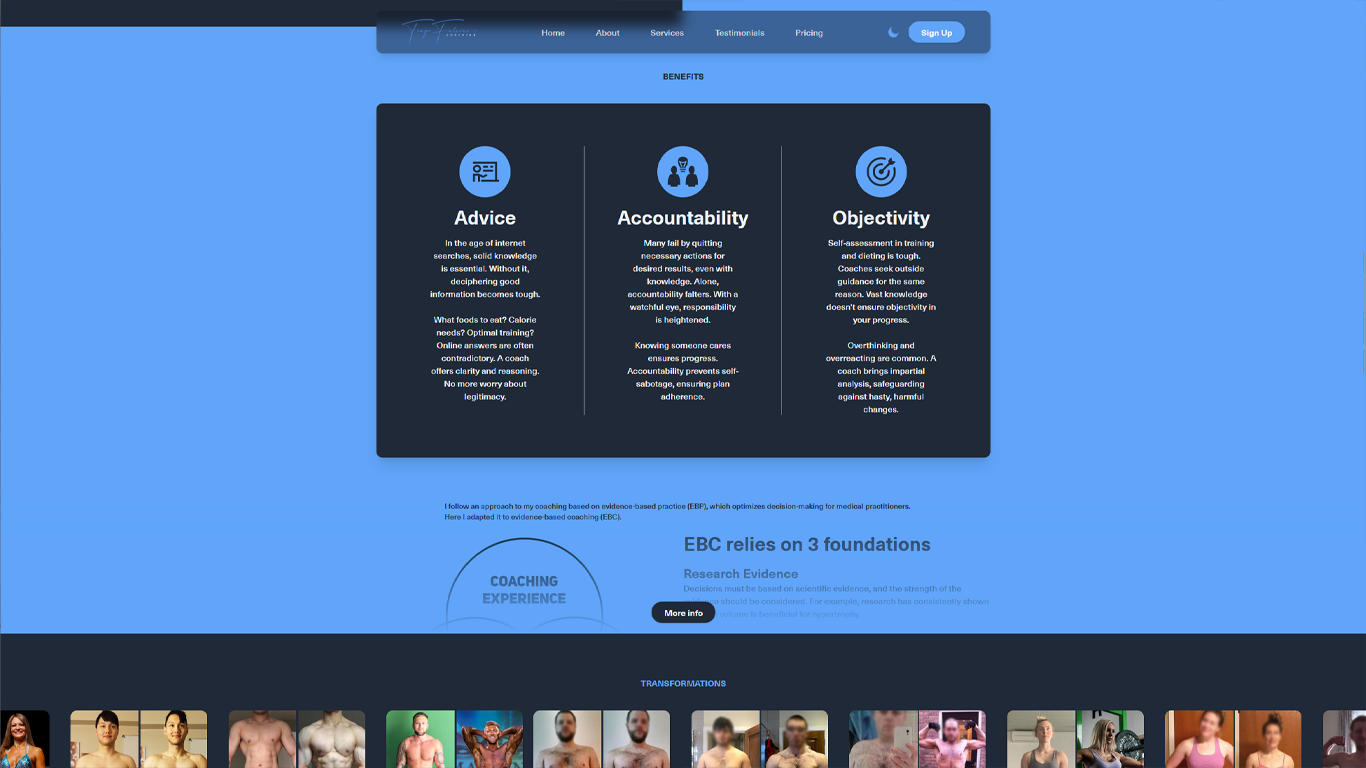 COACHING
Home
About
Services
Testimonials
Pricing
Sign Up
BENEFITS
Advice
In the age of internet
searches, solid knowledge
is essential. Without it,
deciphering good
information becomes tough.
What foods to eat? Calorie
needs? Optimal training?
Online answers are often
contradictory. A coach
offers clarity and reasoning.
No more worry about
legitimacy.
Accountability
Many fail by quitting
necessary actions for
desired results, even with
knowledge. Alone,
accountability falters. With a
watchful eye, responsibility
is heightened.
Knowing someone cares
ensures progress.
Accountability prevents self-
sabotage, ensuring plan
adherence.
Objectivity
Self-assessment in training
and dieting is tough.
Coaches seek outside
guidance for the same
reason. Vast knowledge
doesn't ensure objectivity in
your progress.
Overthinking and
overreacting are common. A
coach brings impartial
analysis, safeguarding
against hasty, harmful
changes.
I follow an approach to my coaching based on evidence-based practice (EBP), which optimizes decision-making for medical practitioners.
Here I adapted it to evidence-based coaching (EBC).
COACHING
EXPERIENCE
EBC relies on 3 foundations
Research Evidence
Decisions must be based on scientific evidence, and the strength of the
should be considered. For example, research has consistently shown
volume is beneficial for hypertrophy.
More info
TRANSFORMATIONS